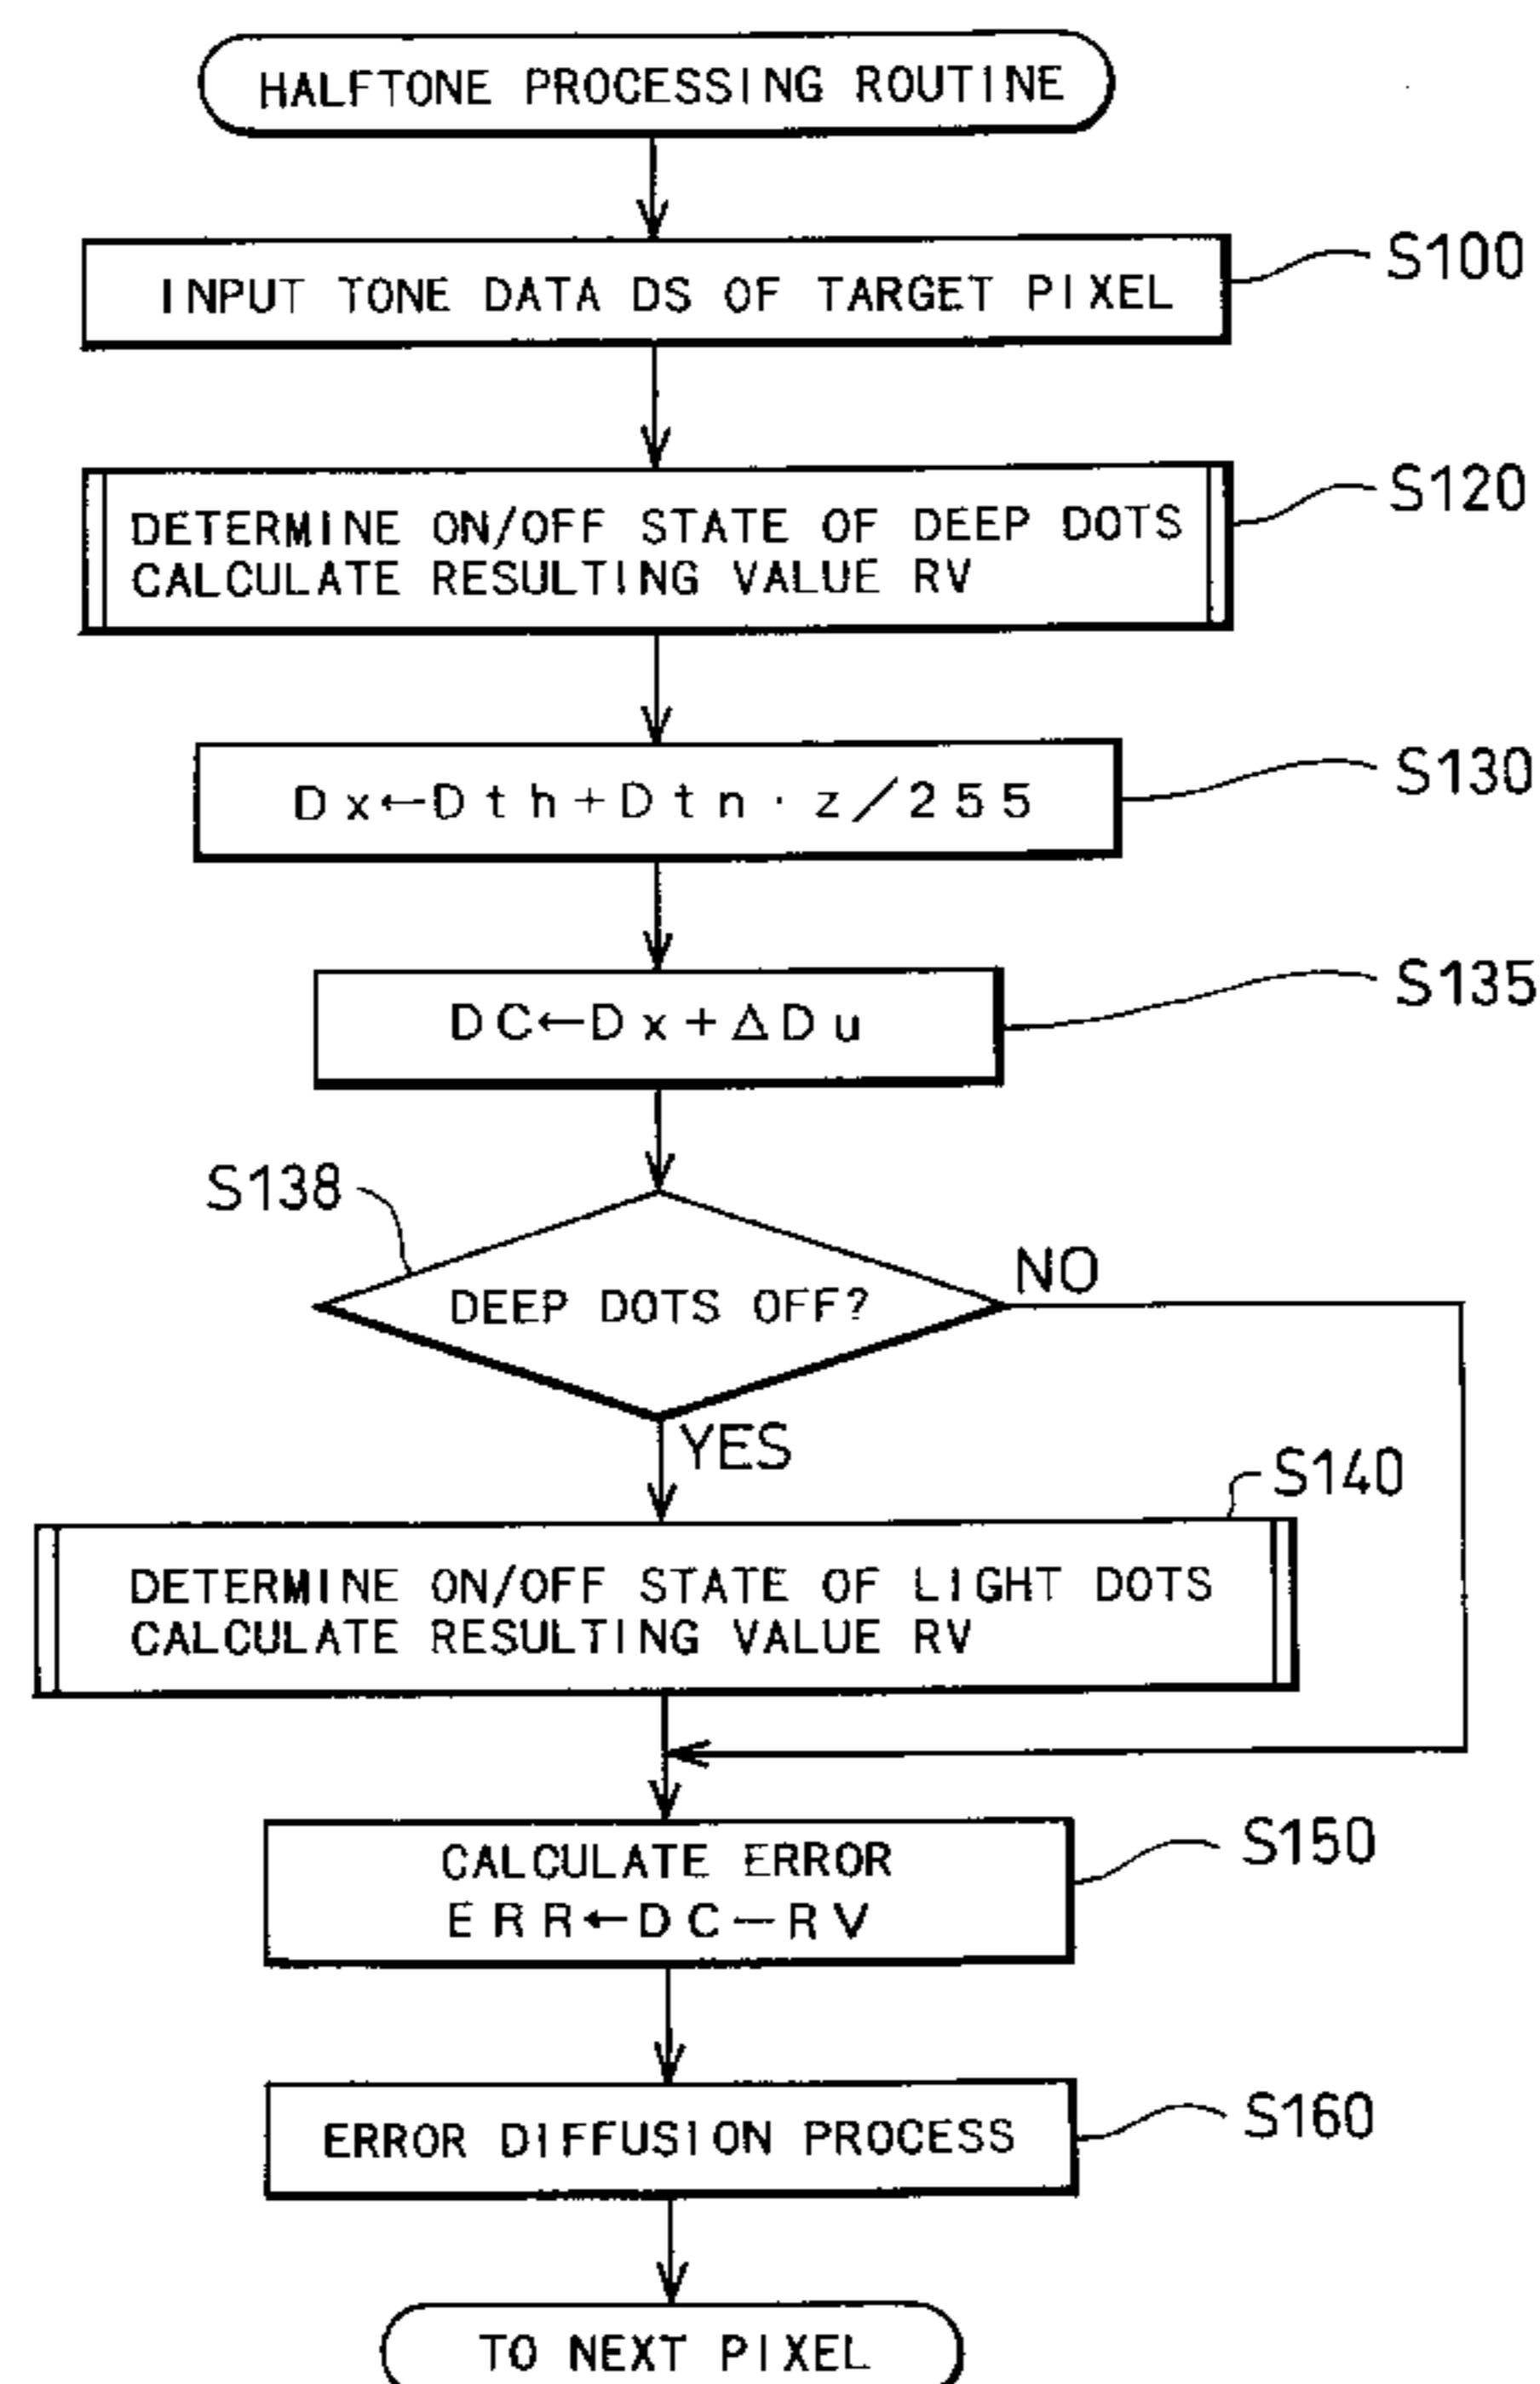 HALFTONE PROCESSING ROUTINE
INPUT TONE DATA DS OF TARGET PIXEL
S100
DETERMINE ON/OFF STATE OF DEEP DOTS
CALCULATE RESULTING VALUE RV
S120
Dx←Dth+Dtn·z/255
S130
DC←Dx+ΔDu
S135
S138
DEEP DOTS OFF?
NO
YES
S140
DETERMINE ON/OFF STATE OF LIGHT DOTS
CALCULATE RESULTING VALUE RV
CALCULATE ERROR
ERR←DC−RV
S150
ERROR DIFFUSION PROCESS
S160
TO NEXT PIXEL